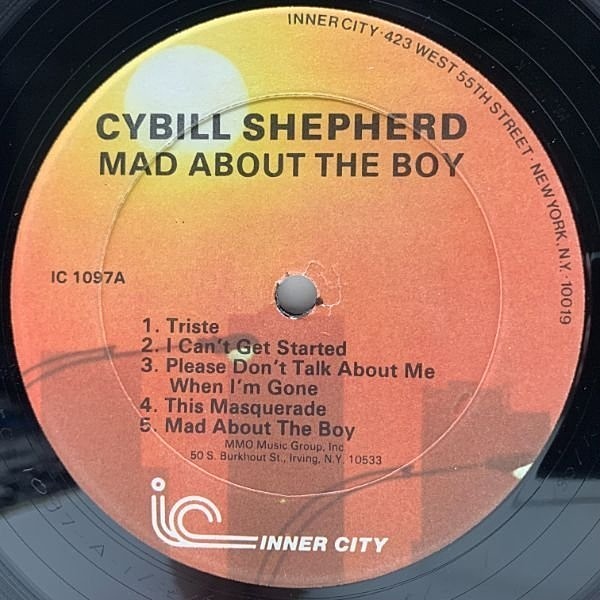 INNER CITY · 423 WEST 55TH STREET NEW YORK, N.Y. · 10019
CYBILL SHEPHERD
MAD ABOUT THE BOY
IC 1097A
1. Triste
2. I Can't Get Started
3. Please Don't Talk About Me
When I'm Gone
4. This Masquerade
5. Mad About The Boy
MMO Music Group, Inc
50 S. Burkhout St., Irving, N.Y. 10533
ic
INNER CITY